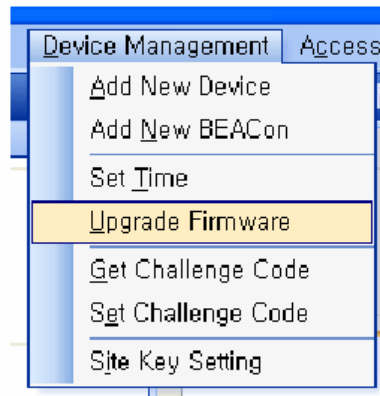 Device Management Access
Add New Device
Add New BEACon
Set Time
Upgrade Firmware
Get Challenge Code
Set Challenge Code
Site Key Setting